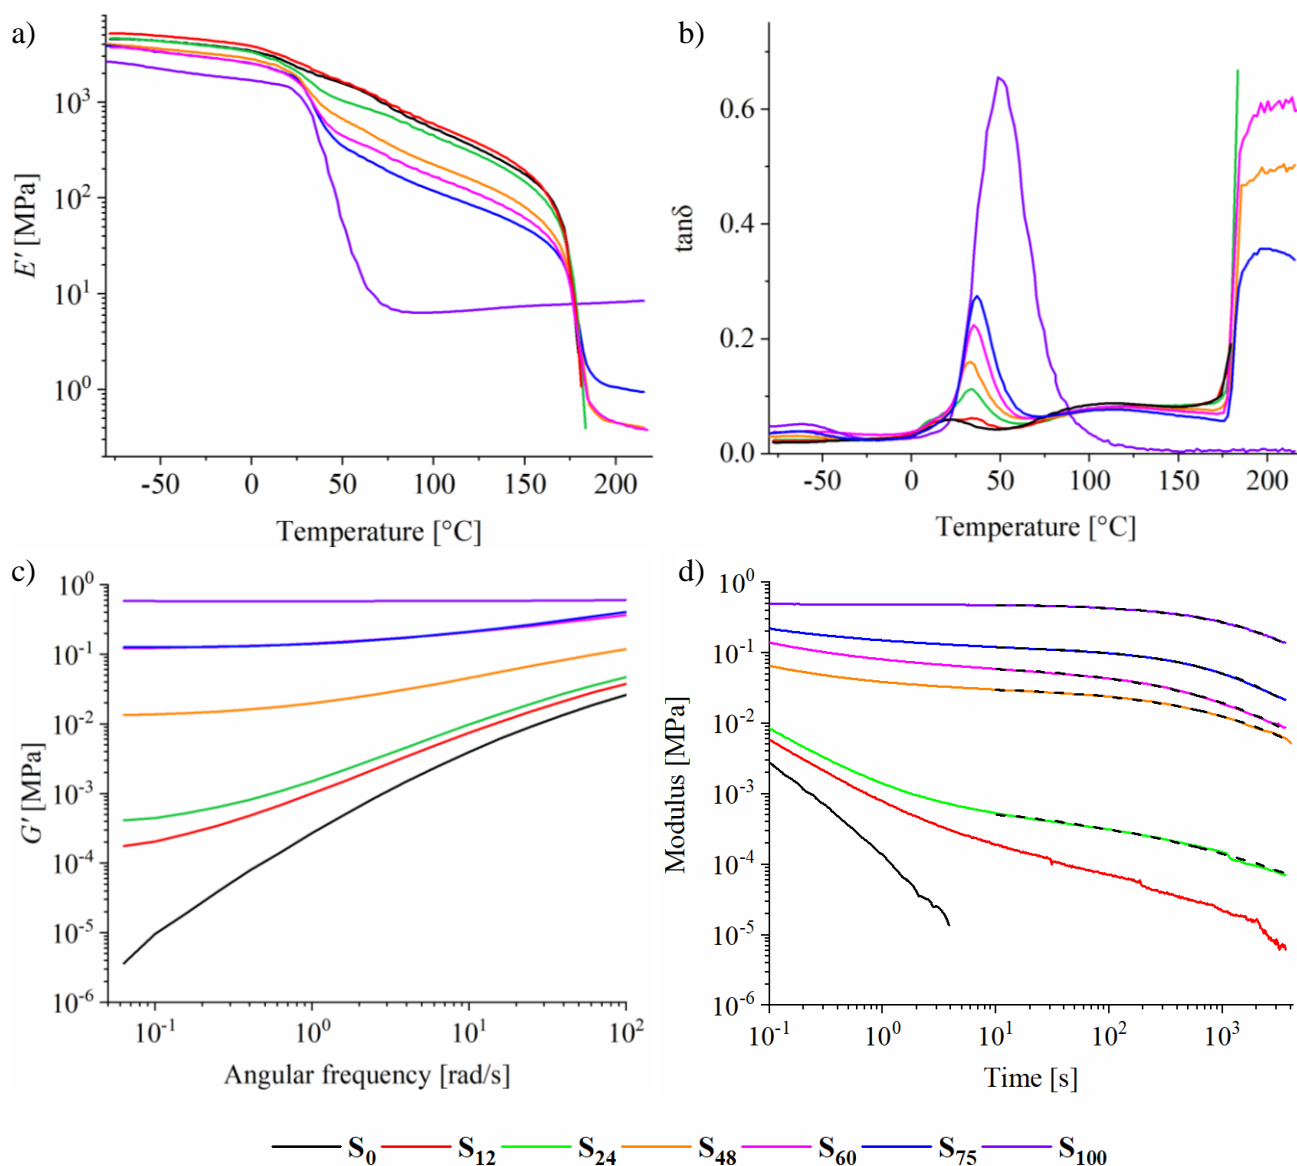 a)
10³
10²
10¹
10⁰
E′ [MPa]
-50 0 50 100 150 200
Temperature [°C]
b)
0.6
0.4
0.2
0.0
tanδ
-50 0 50 100 150 200
Temperature [°C]
c)
10⁰
10⁻¹
10⁻²
10⁻³
10⁻⁴
10⁻⁵
10⁻⁶
G′ [MPa]
10⁻¹ 10⁰ 10¹ 10²
Angular frequency [rad/s]
d)
10⁰
10⁻¹
10⁻²
10⁻³
10⁻⁴
10⁻⁵
10⁻⁶
Modulus [MPa]
10⁻¹ 10⁰ 10¹ 10² 10³
Time [s]
S₀ S₁₂ S₂₄ S₄₈ S₆₀ S₇₅ S₁₀₀